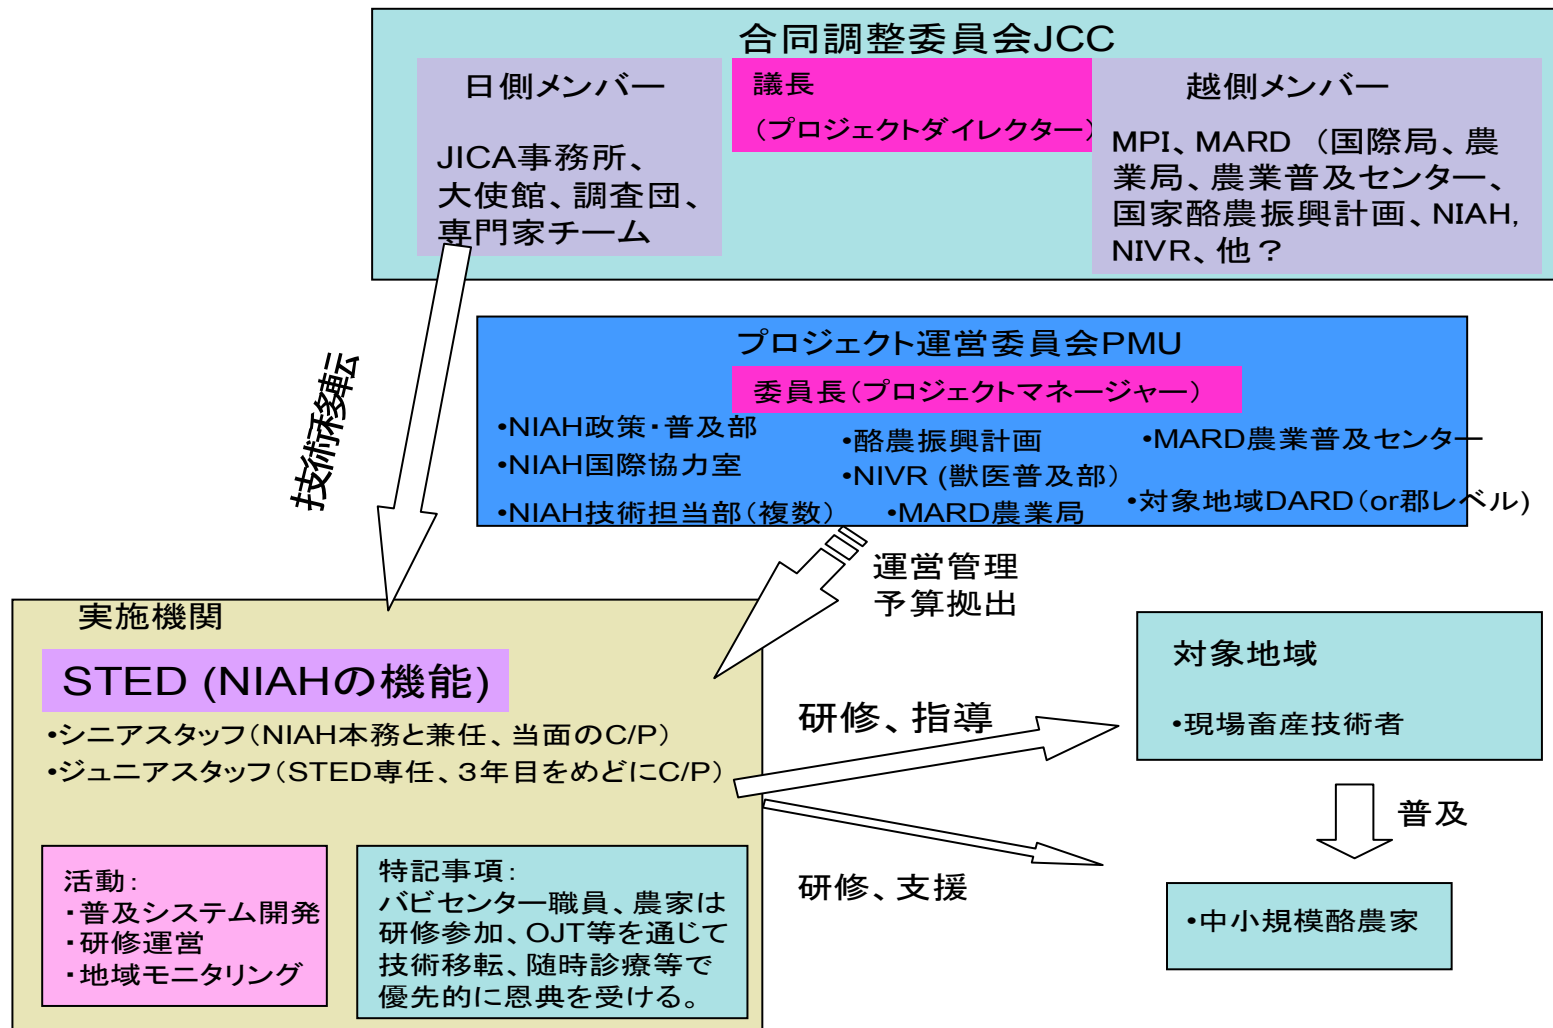 合同調整委員会JCC
日側メンバー
JICA事務所、
大使館、調査団、
専門家チーム
議長
(プロジェクトダイレクター)
越側メンバー
MPI、MARD （国際局、農
業局、農業普及センター、
国家酪農振興計画、NIAH,
NIVR、他？
技術移転
プロジェクト運営委員会PMU
委員長(プロジェクトマネージャー)
•NIAH政策・普及部
•NIAH国際協力室
•NIAH技術担当部(複数)
•酪農振興計画
•NIVR (獣医普及部)
•MARD農業局
•MARD農業普及センター
•対象地域DARD(or郡レベル)
運営管理
予算拠出
実施機関
STED (NIAHの機能)
•シニアスタッフ(NIAH本務と兼任、当面のC/P)
•ジュニアスタッフ(STED専任、３年目をめどにC/P)
活動：
・普及システム開発
・研修運営
・地域モニタリング
特記事項：
バビセンター職員、農家は
研修参加、OJT等を通じて
技術移転、随時診療等で
優先的に恩典を受ける。
研修、指導
研修、支援
対象地域
•現場畜産技術者
普及
•中小規模酪農家